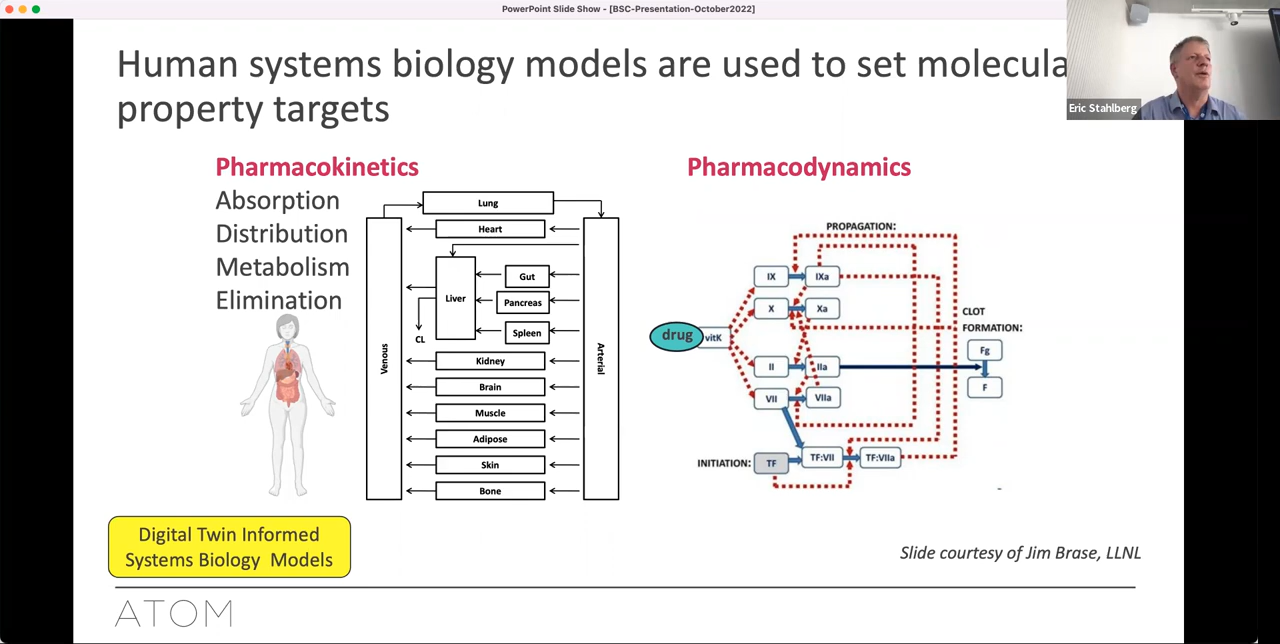 PowerPoint Slide Show - [BSC-Presentation-October2022]
Human systems biology models are used to set molecula
property targets
Eric Stahlberg
Pharmacokinetics
Absorption
Distribution
Metabolism
Elimination
Lung
Heart
Liver
Gut
Pancreas
Spleen
CL
Kidney
Brain
Muscle
Adipose
Skin
Bone
Venous
Arterial
Pharmacodynamics
PROPAGATION:
IX
IXa
X
Xa
drug
vitK
II
IIa
VII
VIIa
CLOT
FORMATION:
Fg
F
INITIATION:
TF
TF:VII
TF:VIIa
Digital Twin Informed
Systems Biology Models
Slide courtesy of Jim Brase, LLNL
ATOM